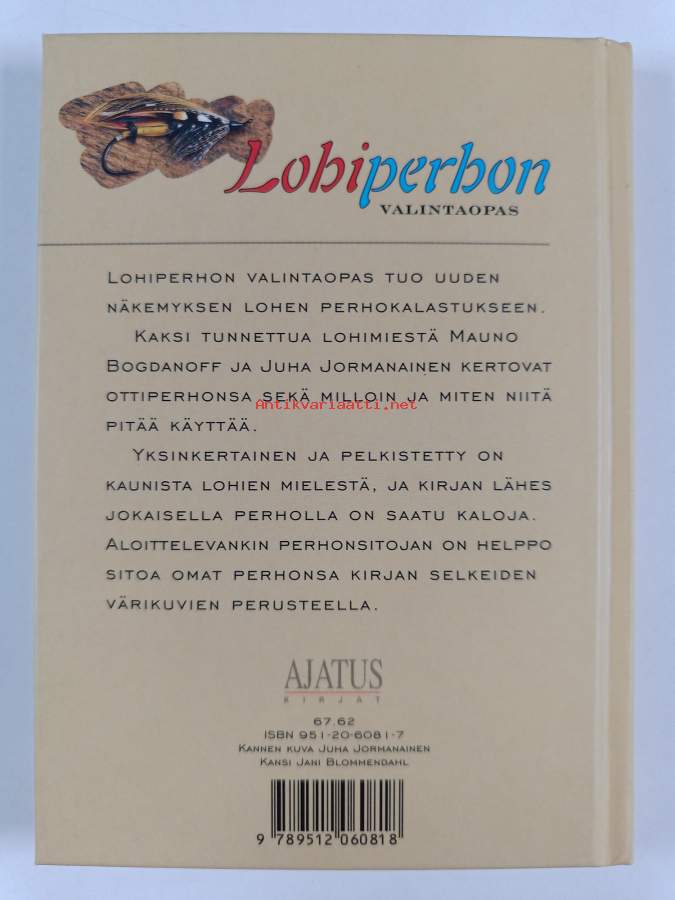 Lohiperhon
VALINTAOPAS
LOHIPERHON VALINTAOPAS TUO UUDEN
NÄKEMYKSEN LOHEN PERHOKALASTUKSEEN.
KAKSI TUNNETTUA LOHIMIESTÄ MAUNO
BOGDANOFF JA JUHA JORMANAINEN KERTOVAT
OTTIPERHONSA SEKÄ MILLOIN JA MITEN NIITÄ
Antikvariaatti.net
PITÄÄ KÄYTTÄÄ.
YKSINKERTAINEN JA PELKISTETTY ON
KAUNISTA LOHIEN MIELESTÄ, JA KIRJAN LÄHES
JOKAISELLA PERHOLLA ON SAATU KALOJA.
ALOITTELEVANKIN PERHONSITOJAN ON HELPPO
SITOA OMAT PERHONSA KIRJAN SELKEIDEN
VÄRIKUVIEN PERUSTEELLA.
AJATUS
KIRJAT
67.62
ISBN 951-20-6081-7
KANNEN KUVA JUHA JORMANAINEN
KANSI JANI BLOMMENDAHL
9 789512 060818